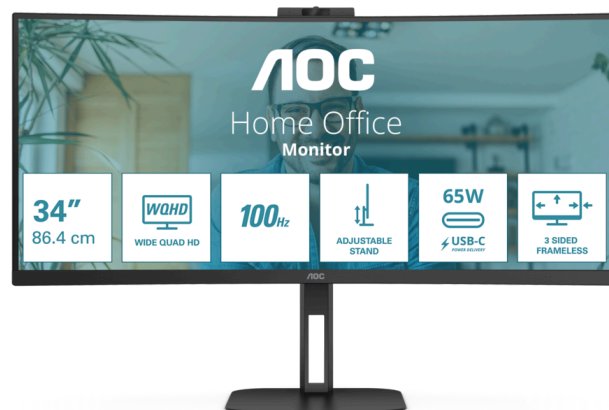 AOC
Home Office
Monitor
34"
86.4 cm
WQHD
WIDE QUAD HD
100Hz
ADJUSTABLE
STAND
65W
USB-C
POWER DELIVERY
3 SIDED
FRAMELESS
AOC